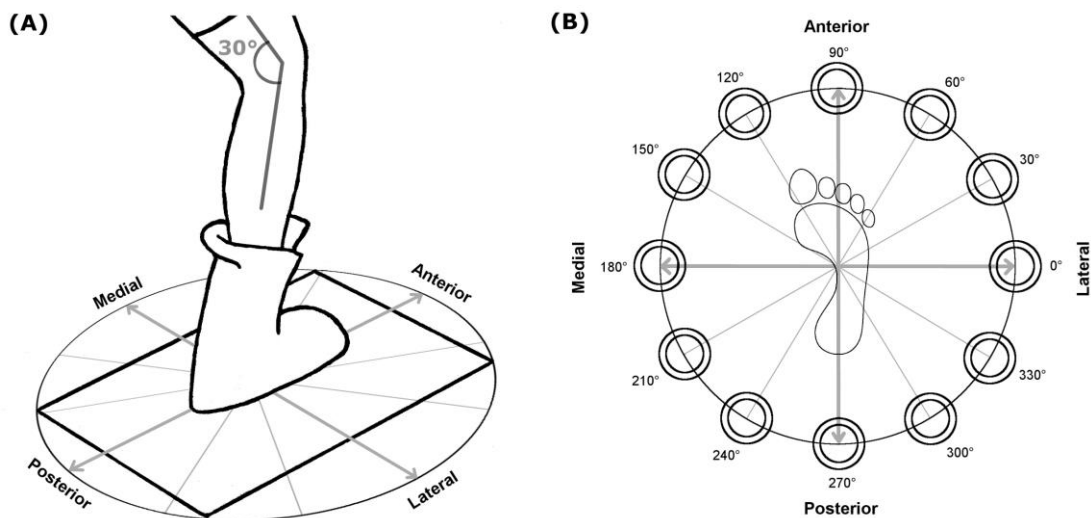 (A)
30°
Medial
Anterior
Posterior
Lateral
(B)
Anterior
90°
120°
60°
150°
30°
Medial
180°
0°
Lateral
210°
330°
240°
300°
270°
Posterior